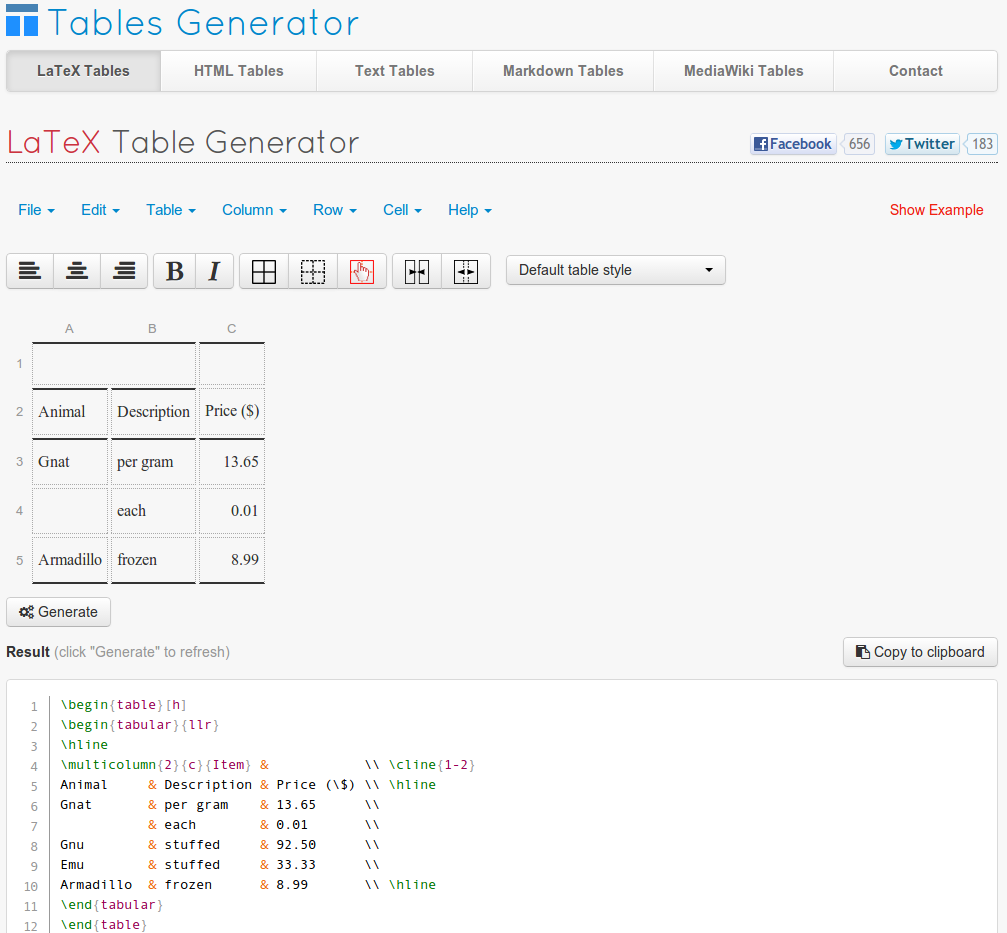 Tables Generator
LaTeX Tables HTML Tables Text Tables Markdown Tables MediaWiki Tables Contact
LaTeX Table Generator Facebook 656 Twitter 183
File Edit Table Column Row Cell Help Show Example
B I Default table style
A B C
1
2 Animal Description Price ($)
3 Gnat per gram 13.65
4 each 0.01
5 Armadillo frozen 8.99
Generate
Result (click "Generate" to refresh) Copy to clipboard
1 \begin{table}[h]
2 \begin{tabular}{llr}
3 \hline
4 \multicolumn{2}{c}{Item} & \\ \cline{1-2}
5 Animal & Description & Price (\$) \\ \hline
6 Gnat & per gram & 13.65 \\
7 & each & 0.01 \\
8 Gnu & stuffed & 92.50 \\
9 Emu & stuffed & 33.33 \\
10 Armadillo & frozen & 8.99 \\ \hline
11 \end{tabular}
12 \end{table}